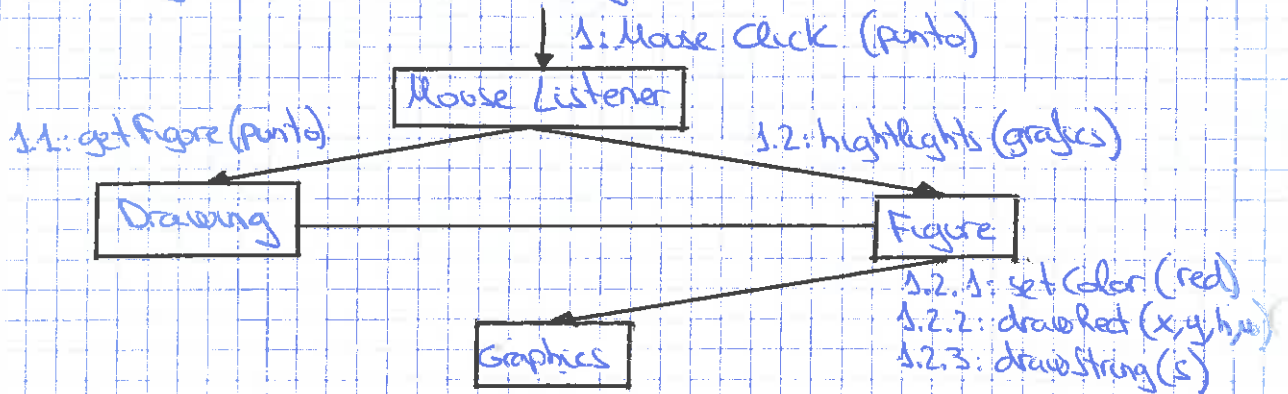 1: Mouse Click (punto)
Mouse Listener
1.1: getFigure(punto)
1.2: hightlights (grafics)
Drawing
Figure
1.2.1: setColor (red)
1.2.2: drawRect (x,y,h,w)
1.2.3: drawString(s)
Graphics